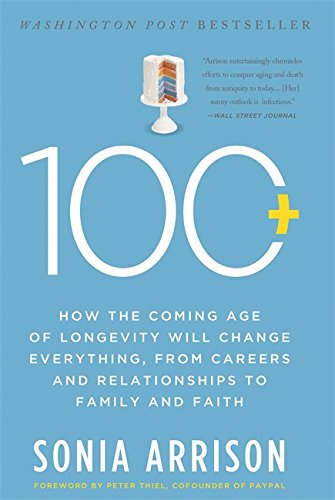 WASHINGTON POST BESTSELLER
"Arrison entertainingly chronicles
efforts to conquer aging and death
from antiquity to today.... [Her]
sunny outlook is infectious."
—WALL STREET JOURNAL
100+
HOW THE COMING AGE
OF LONGEVITY WILL CHANGE
EVERYTHING, FROM CAREERS
AND RELATIONSHIPS TO
FAMILY AND FAITH
SONIA ARRISON
FOREWORD BY PETER THIEL, COFOUNDER OF PAYPAL